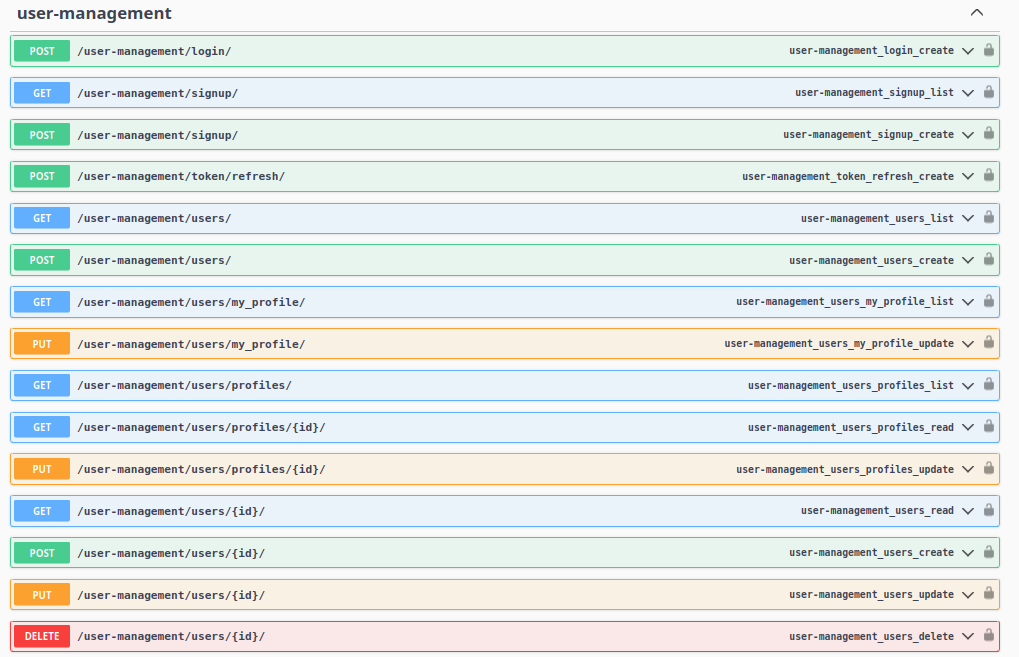 user-management
POST /user-management/login/ user-management_login_create
GET /user-management/signup/ user-management_signup_list
POST /user-management/signup/ user-management_signup_create
POST /user-management/token/refresh/ user-management_token_refresh_create
GET /user-management/users/ user-management_users_list
POST /user-management/users/ user-management_users_create
GET /user-management/users/my_profile/ user-management_users_my_profile_list
PUT /user-management/users/my_profile/ user-management_users_my_profile_update
GET /user-management/users/profiles/ user-management_users_profiles_list
GET /user-management/users/profiles/{id}/ user-management_users_profiles_read
PUT /user-management/users/profiles/{id}/ user-management_users_profiles_update
GET /user-management/users/{id}/ user-management_users_read
POST /user-management/users/{id}/ user-management_users_create
PUT /user-management/users/{id}/ user-management_users_update
DELETE /user-management/users/{id}/ user-management_users_delete